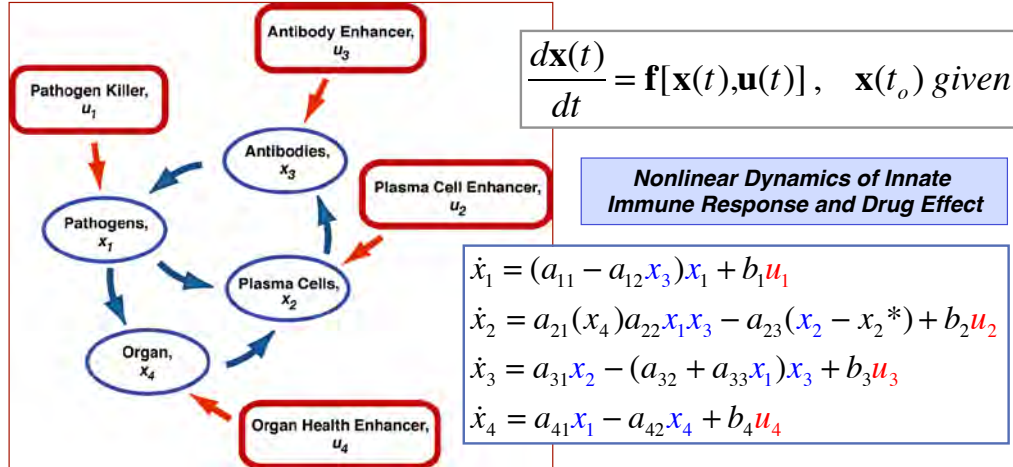 Antibody Enhancer,
u₃
Pathogen Killer,
u₁
Antibodies,
x₃
Plasma Cell Enhancer,
u₂
Pathogens,
x₁
Plasma Cells,
x₂
Organ,
x₄
Organ Health Enhancer,
u₄
dx(t)/dt = f[x(t),u(t)] , x(tₒ) given
Nonlinear Dynamics of Innate
Immune Response and Drug Effect
ẋ₁ = (a₁₁ − a₁₂x₃)x₁ + b₁u₁
ẋ₂ = a₂₁(x₄)a₂₂x₁x₃ − a₂₃(x₂ − x₂*) + b₂u₂
ẋ₃ = a₃₁x₂ − (a₃₂ + a₃₃x₁)x₃ + b₃u₃
ẋ₄ = a₄₁x₁ − a₄₂x₄ + b₄u₄